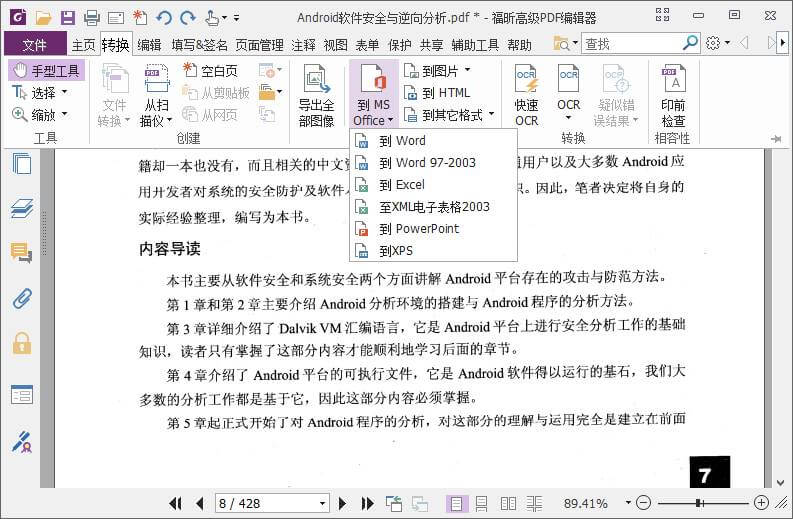 Android软件安全与逆向分析.pdf * - 福昕高级PDF编辑器
文件 主页 转换 编辑 填写&签名 页面管理 注释 视图 表单 保护 共享 辅助工具 查找
手型工具
选择
缩放
工具
文件
转换
从扫
描仪
空白页
从剪贴板
从网页
创建
导出全
部图像
到 MS
Office
到图片
到 HTML
到其它格式
快速
OCR
OCR
疑似错
误结果
转换
印前
检查
相容性
到 Word
到 Word 97-2003
到 Excel
至XML电子表格2003
到 PowerPoint
到XPS
籍却一本也没有,而且相关的中文资 通用户以及大多数 Android 应
用开发者对系统的安全防护及软件 识。因此,笔者决定将自身的
实际经验整理,编写为本书。
内容导读
本书主要从软件安全和系统安全两个方面讲解 Android 平台存在的攻击与防范方法。
第 1 章和第 2 章主要介绍 Android 分析环境的搭建与 Android 程序的分析方法。
第 3 章详细介绍了 Dalvik VM 汇编语言,它是 Android 平台上进行安全分析工作的基础
知识,读者只有掌握了这部分内容才能顺利地学习后面的章节。
第 4 章介绍了 Android 平台的可执行文件,它是 Android 软件得以运行的基石,我们大
多数的分析工作都是基于它,因此这部分内容必须掌握。
第 5 章起正式开始了对 Android 程序的分析,对这部分的理解与运用完全是建立在前面
7
8 / 428
89.41%